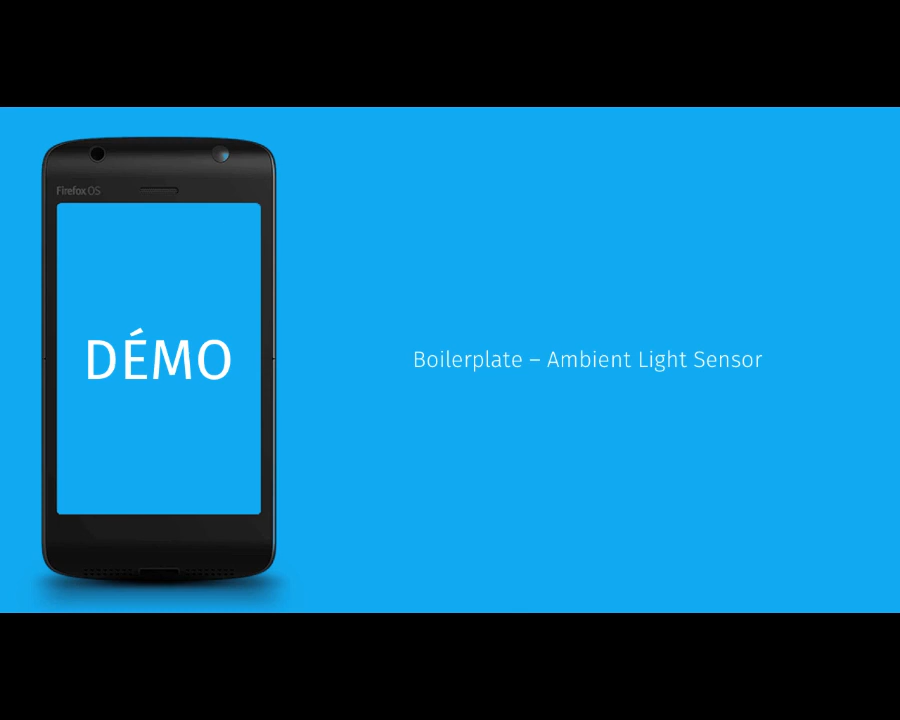 Firefox OS
DÉMO
Boilerplate – Ambient Light Sensor